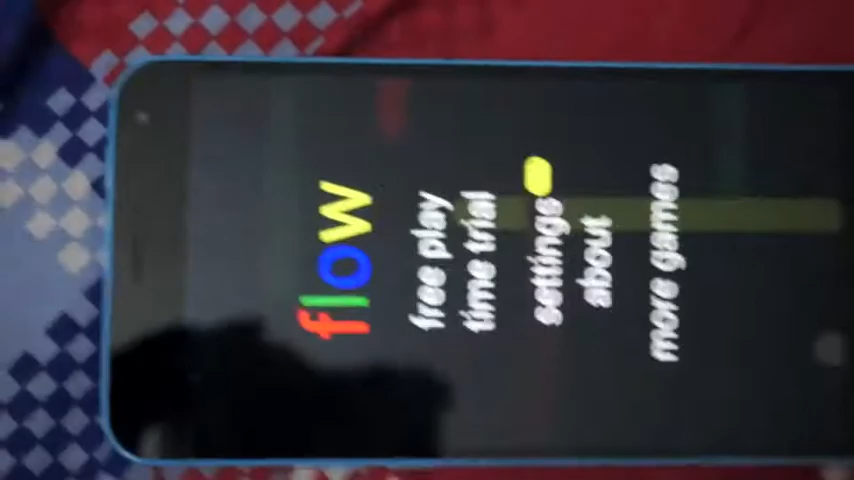 flow
free play
time trial
settings
about
more games